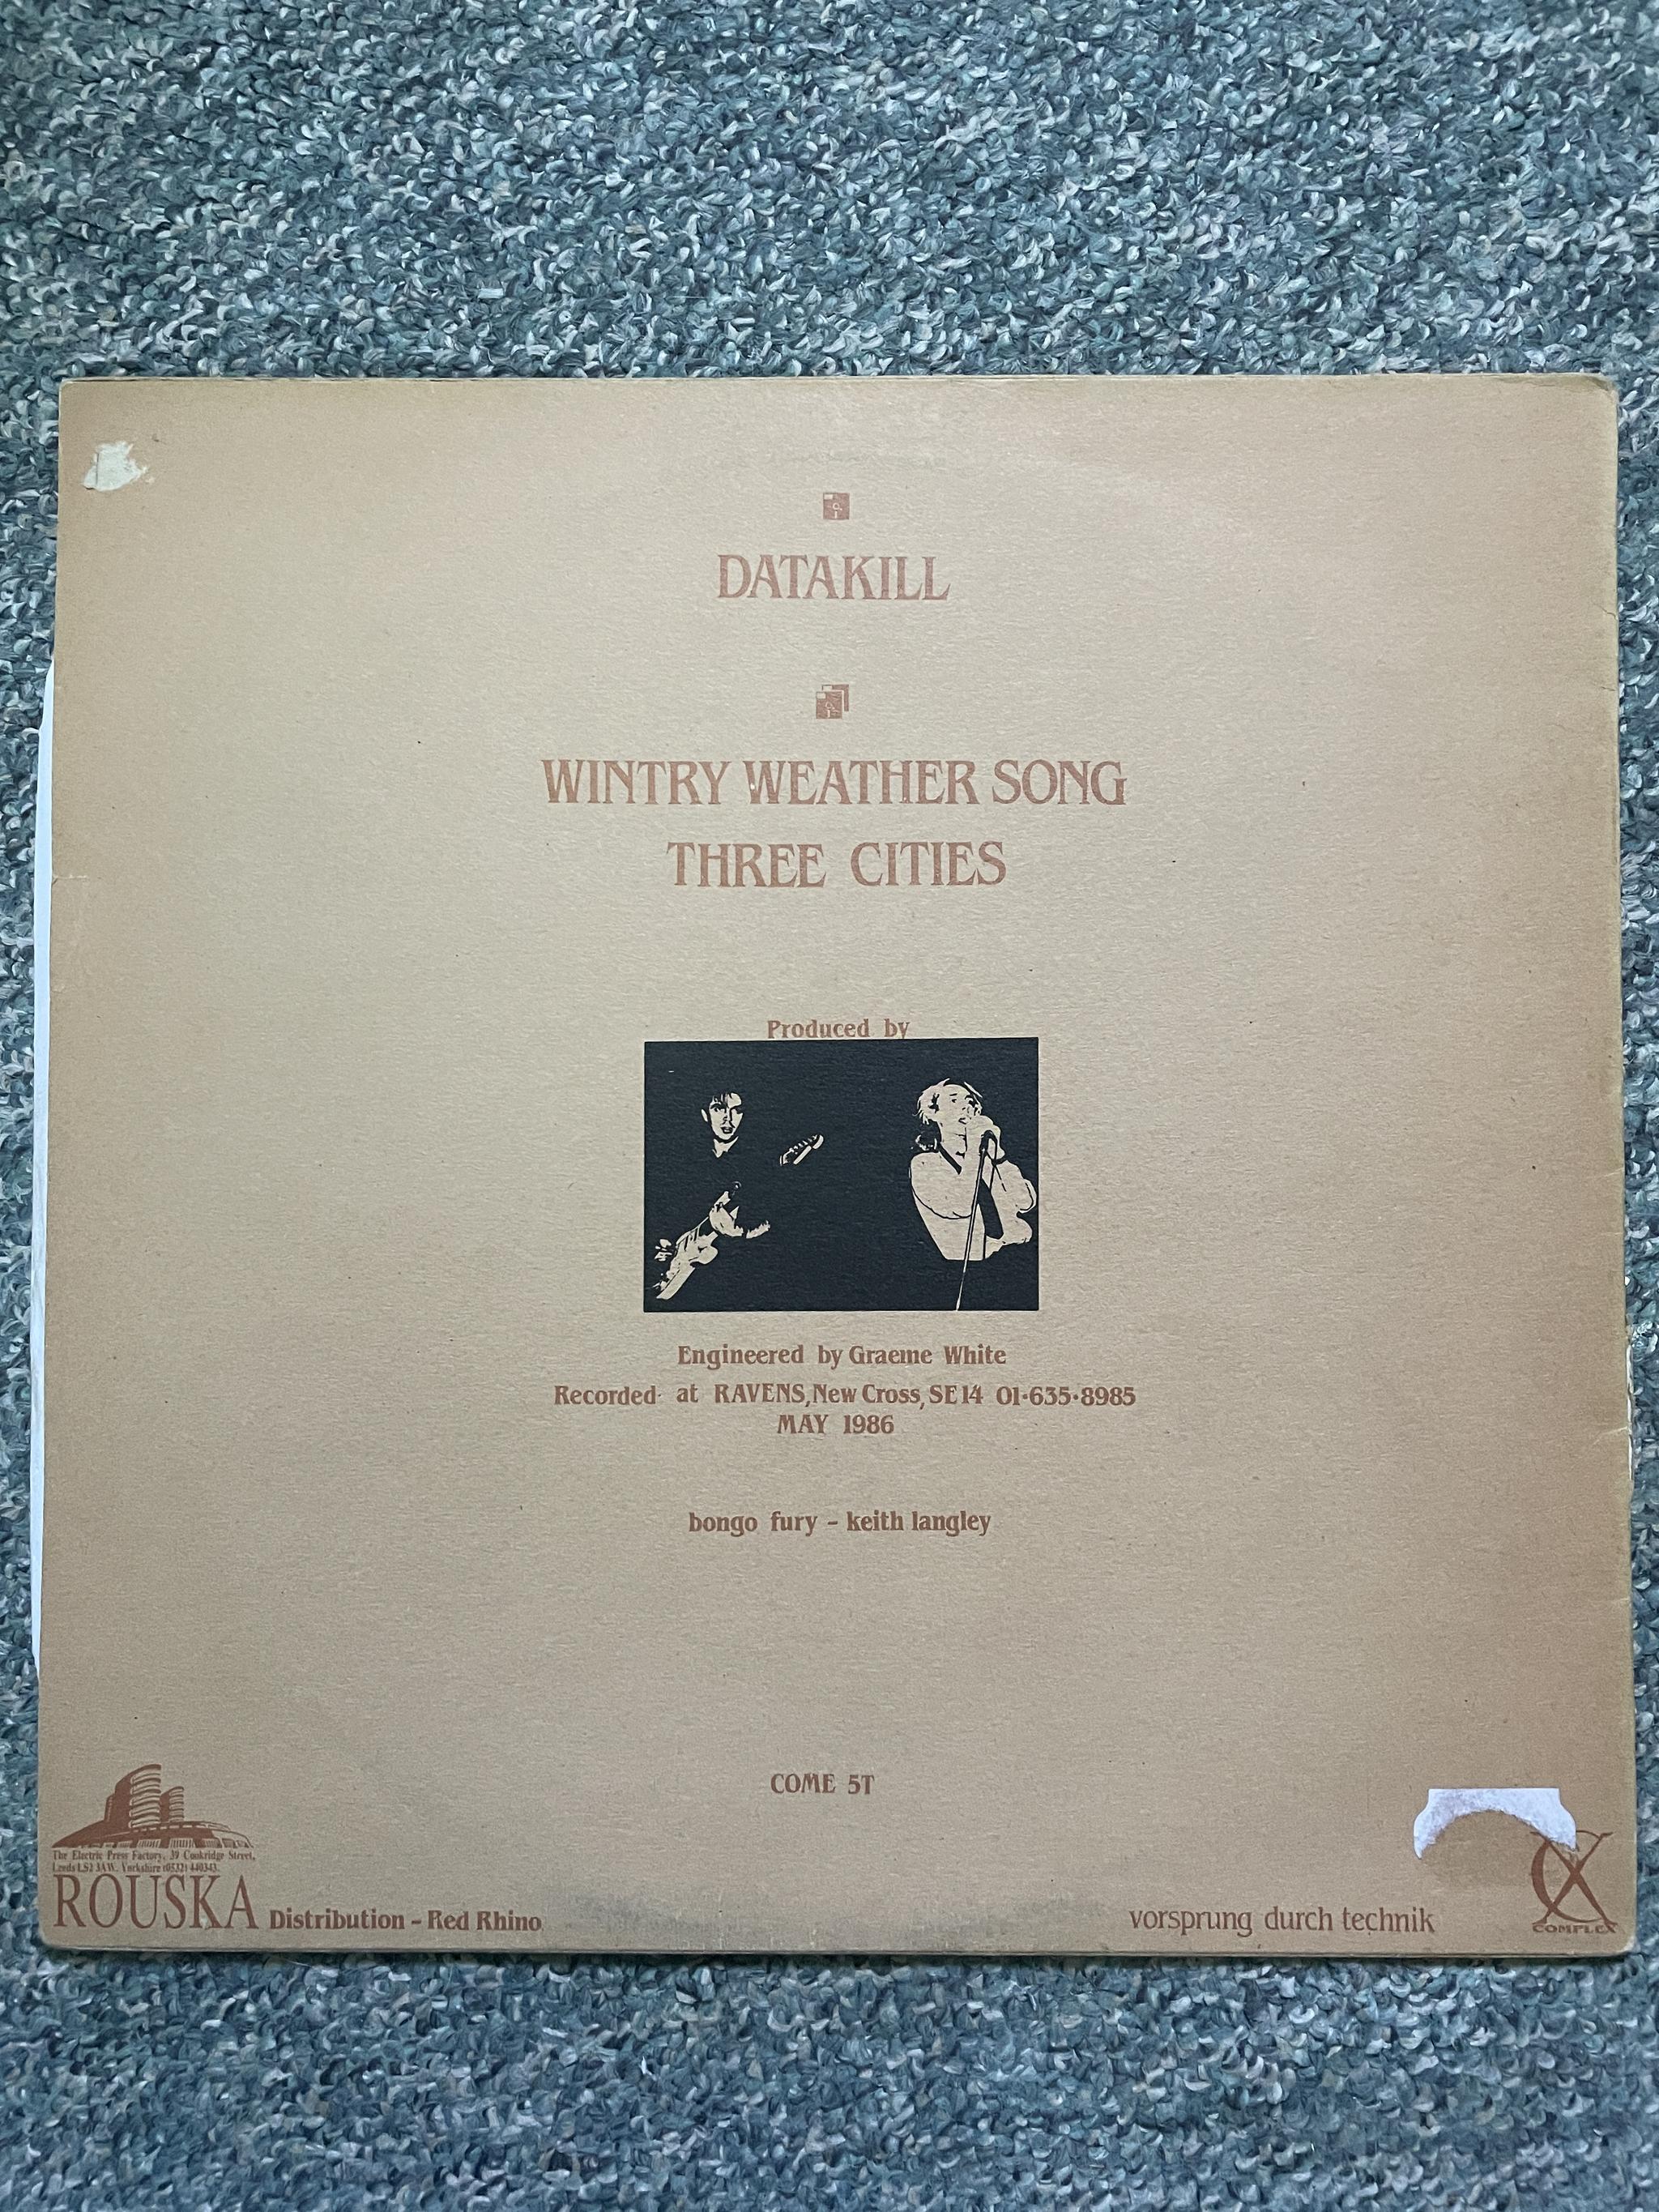 DATAKILL
WINTRY WEATHER SONG
THREE CITIES
Produced by
Engineered by Graeme White
Recorded at RAVENS, New Cross, SE14 01·635·8985
MAY 1986
bongo fury – keith langley
COME 5T
The Electric Press Factory, 39 Cookridge Street,
Leeds LS2 3AW. Yorkshire (0532) 440343.
ROUSKA Distribution – Red Rhino
vorsprung durch technik
COMPLEX